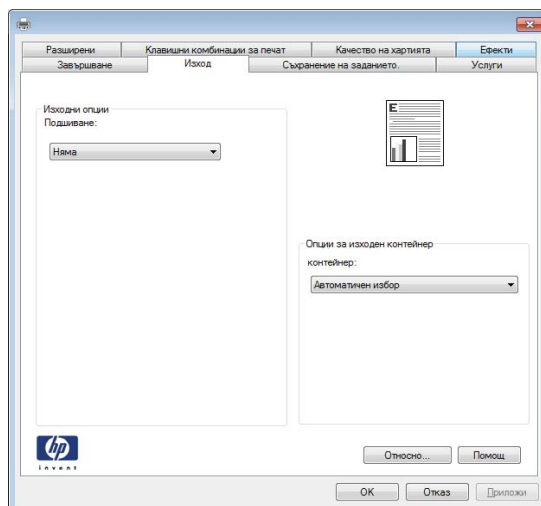 Разширени
Клавишни комбинации за печат
Качество на хартията
Ефекти
Завършване
Изход
Съхранение на заданието.
Услуги
Изходни опции
Подшиване:
Няма
E
Опции за изходен контейнер
контейнер:
Автоматичен избор
hp
invent
Относно...
Помощ
OK
Отказ
Приложи